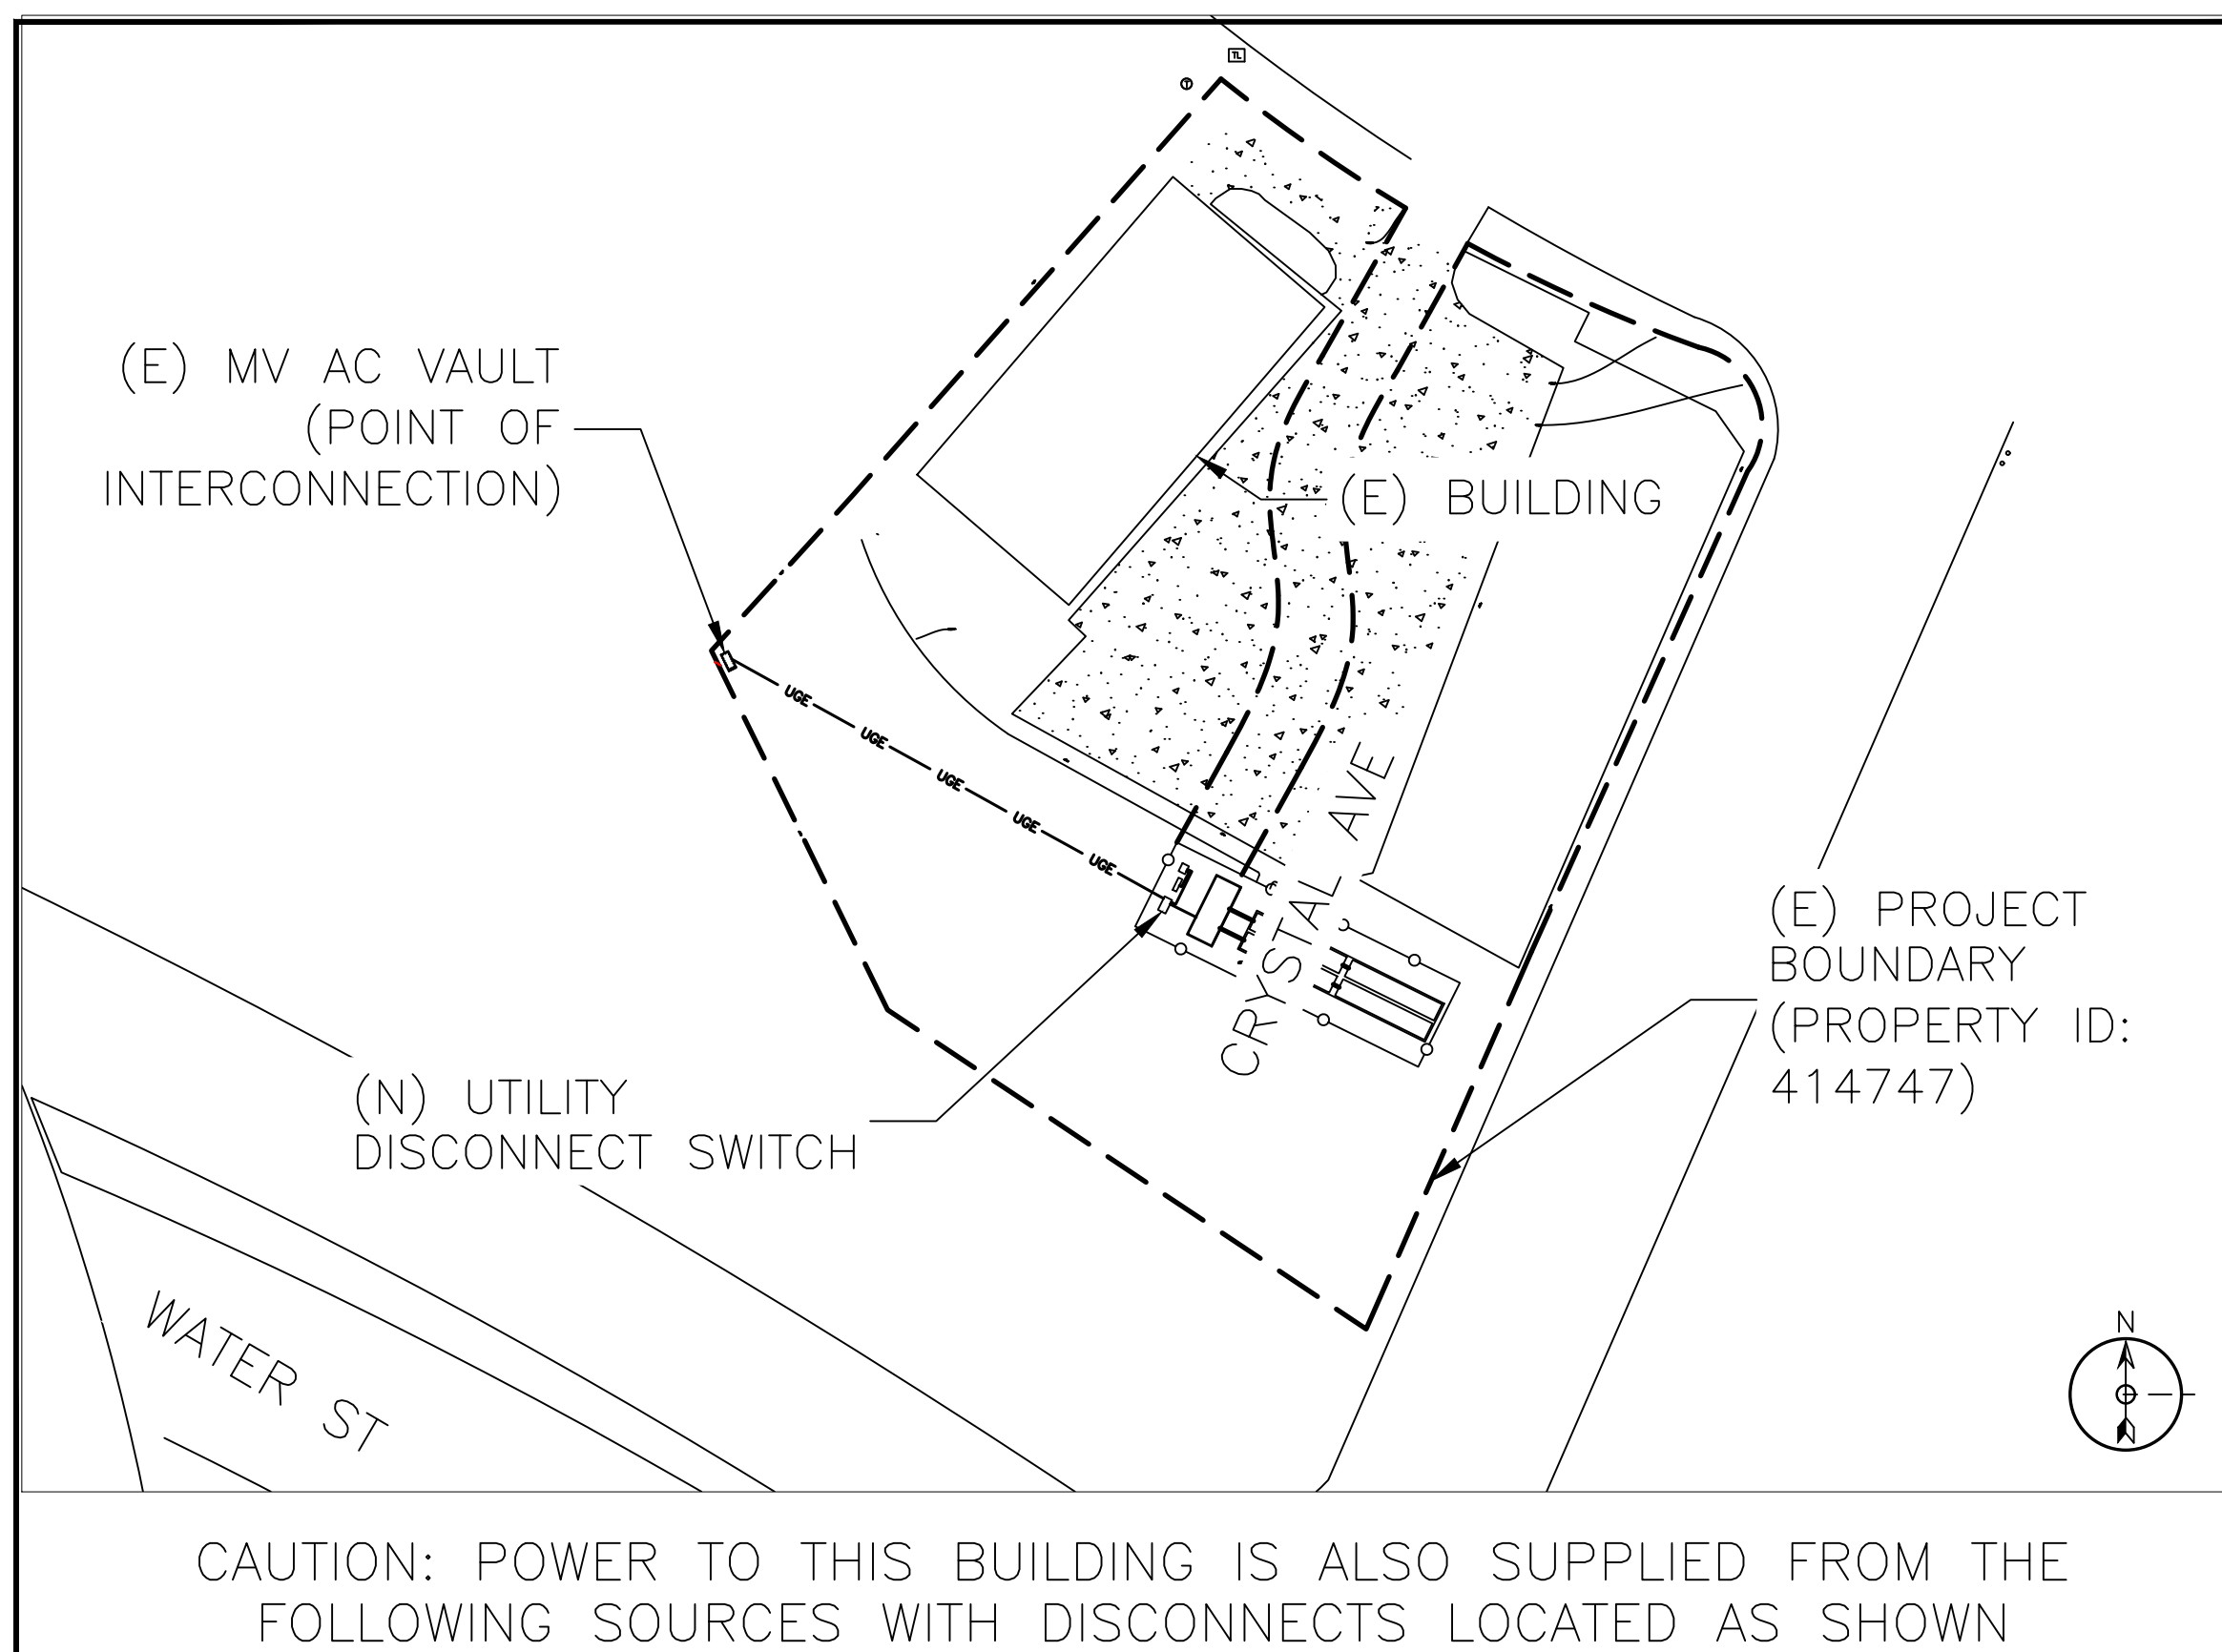 TL
T
(E) MV AC VAULT
(POINT OF
INTERCONNECTION)
(E) BUILDING
UGE
UGE
UGE
UGE
UGE
CRYSTAL AVE
(E) PROJECT
BOUNDARY
(PROPERTY ID:
414747)
(N) UTILITY
DISCONNECT SWITCH
WATER ST
N
CAUTION: POWER TO THIS BUILDING IS ALSO SUPPLIED FROM THE
FOLLOWING SOURCES WITH DISCONNECTS LOCATED AS SHOWN